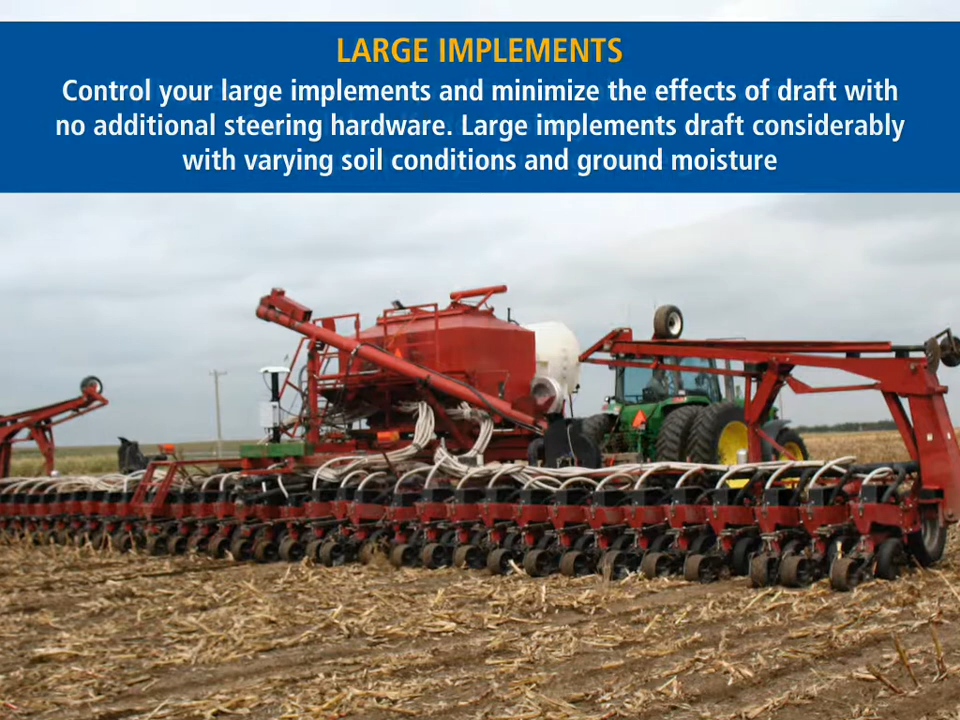 LARGE IMPLEMENTS
Control your large implements and minimize the effects of draft with
no additional steering hardware. Large implements draft considerably
with varying soil conditions and ground moisture